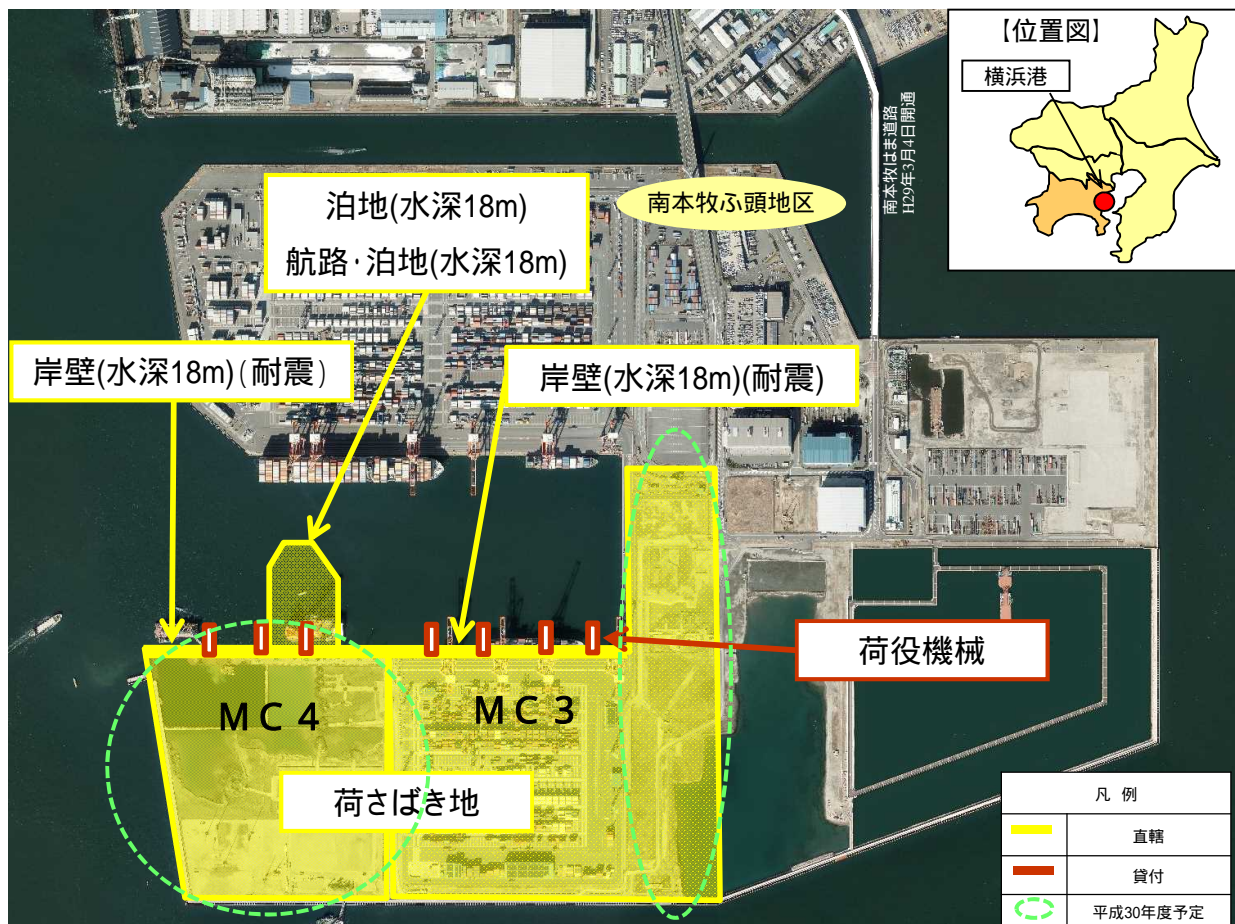 【位置図】
横浜港
南本牧はま道路
H29年3月4日開通
南本牧ふ頭地区
泊地(水深18m)
航路・泊地(水深18m)
岸壁(水深18m)(耐震)
岸壁(水深18m)(耐震)
荷役機械
MC4
MC3
荷さばき地
凡 例
直轄
貸付
平成30年度予定